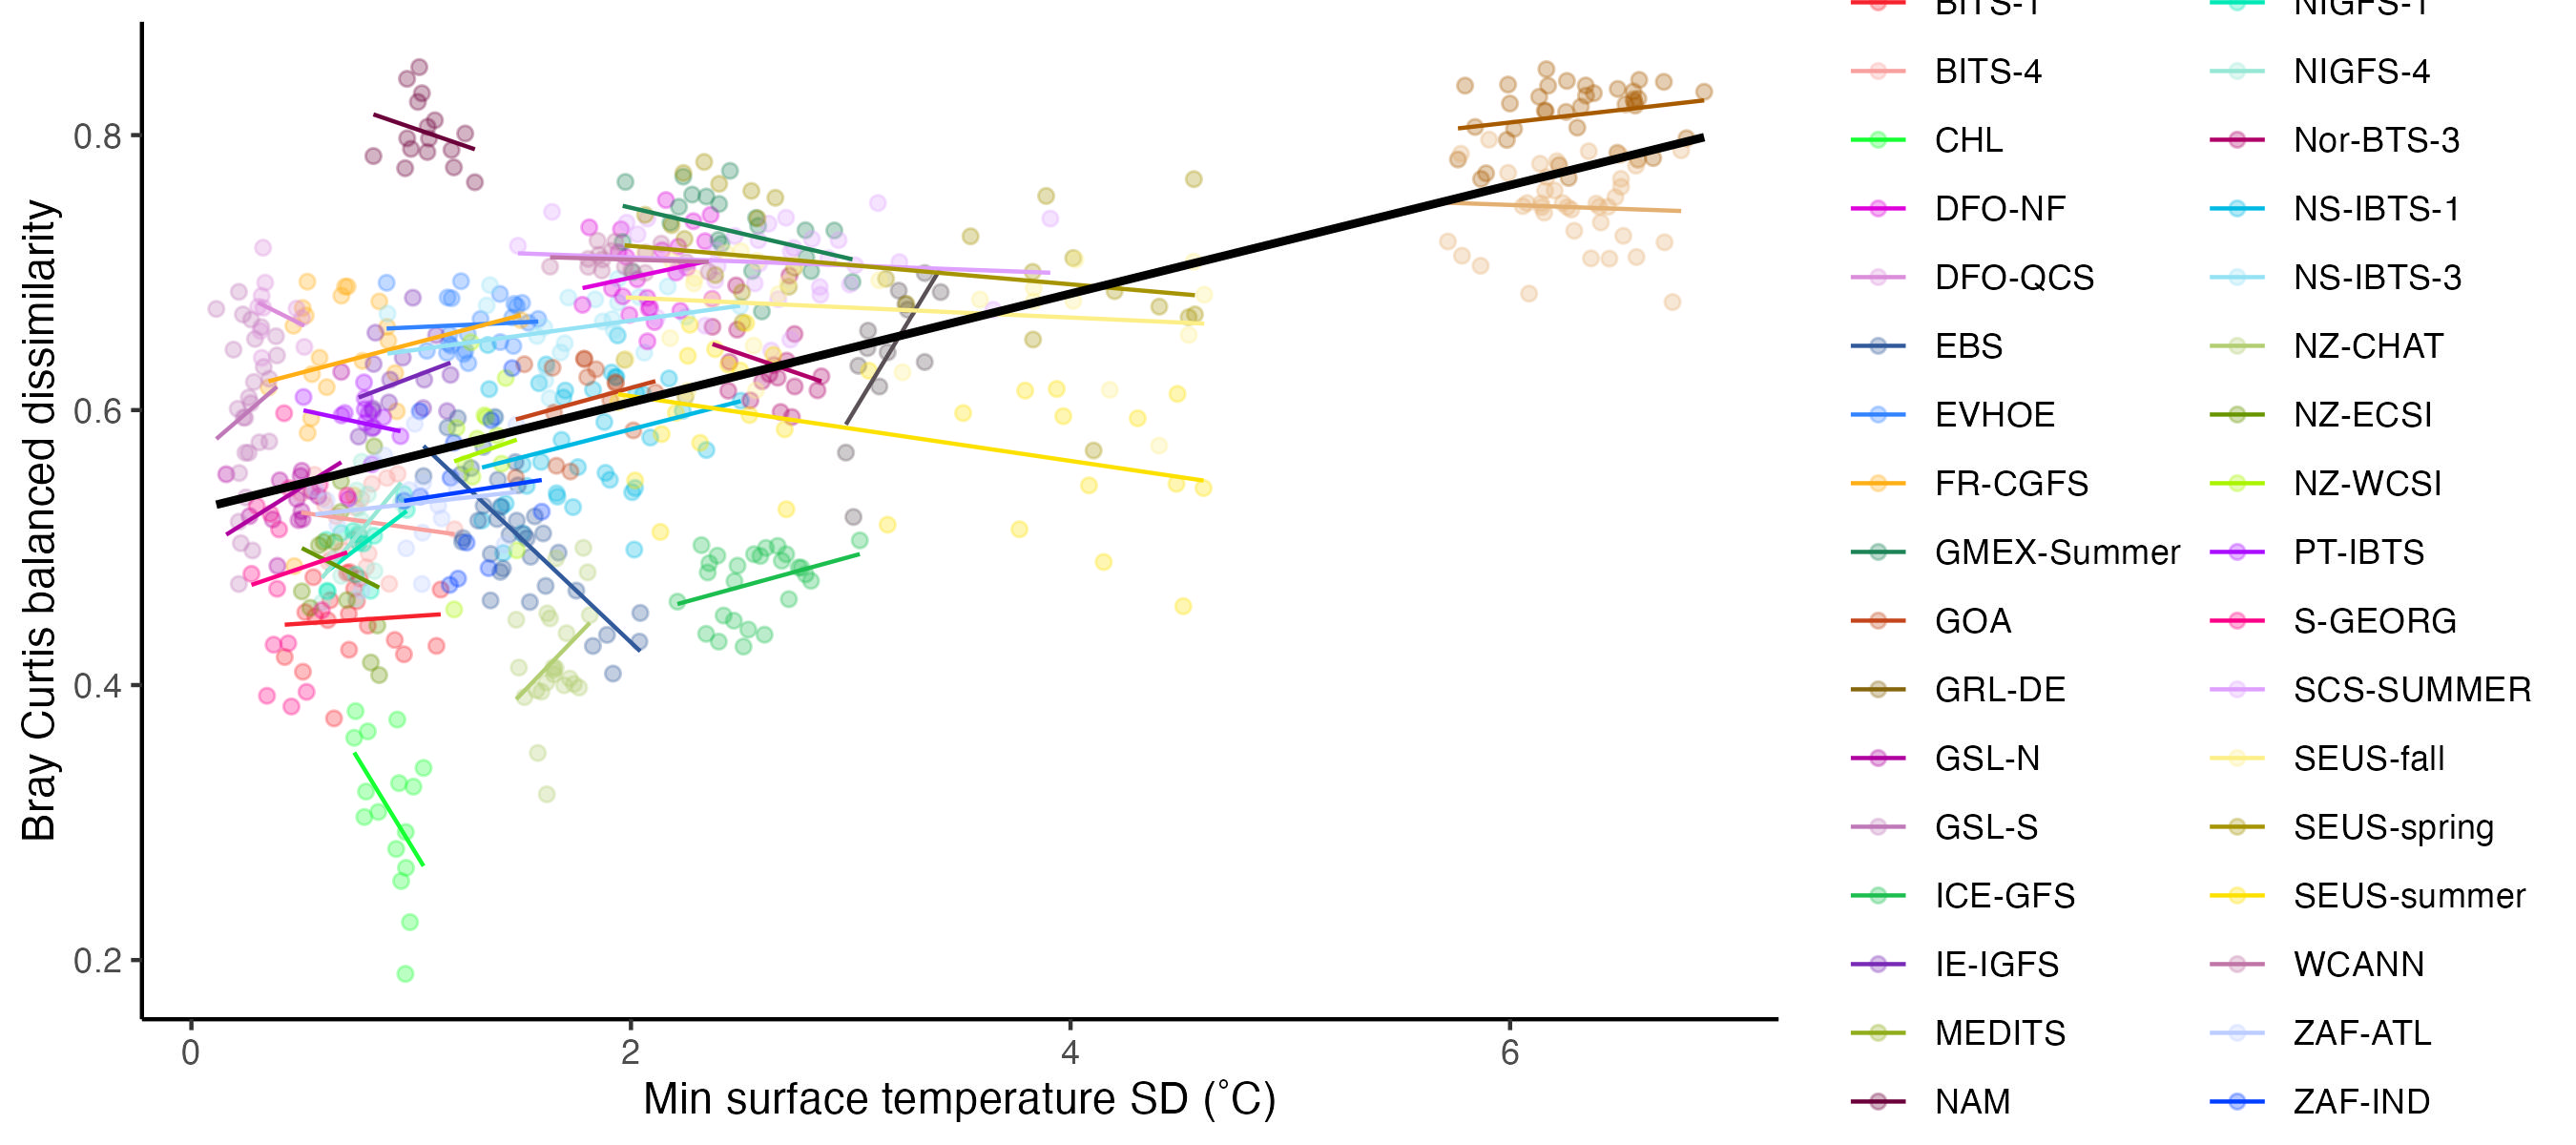 Bray Curtis balanced dissimilarity
0.8
0.6
0.4
0.2
0
2
4
6
Min surface temperature SD (˚C)
BITS-1
BITS-4
CHL
DFO-NF
DFO-QCS
EBS
EVHOE
FR-CGFS
GMEX-Summer
GOA
GRL-DE
GSL-N
GSL-S
ICE-GFS
IE-IGFS
MEDITS
NAM
NIGFS-1
NIGFS-4
Nor-BTS-3
NS-IBTS-1
NS-IBTS-3
NZ-CHAT
NZ-ECSI
NZ-WCSI
PT-IBTS
S-GEORG
SCS-SUMMER
SEUS-fall
SEUS-spring
SEUS-summer
WCANN
ZAF-ATL
ZAF-IND